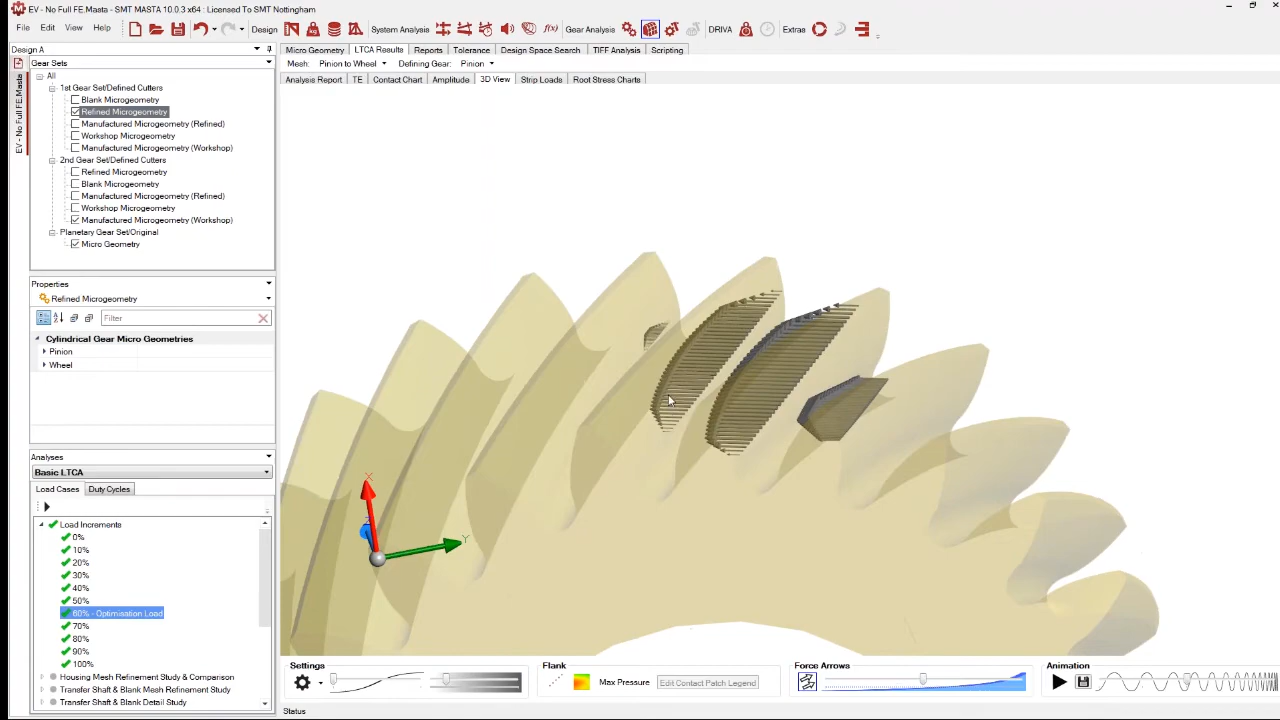 EV - No Full FE.Masta - SMT MASTA 10.0.3 x64 : Licensed To SMT Nottingham
File Edit View Help Design System Analysis f(x) Gear Analysis DRIVA Extras
Design A
Micro Geometry LTCA Results Reports Tolerance Design Space Search TIFF Analysis Scripting
Gear Sets
Mesh: Pinion to Wheel Defining Gear: Pinion
EV - No Full FE.Masta
All
Analysis Report TE Contact Chart Amplitude 3D View Strip Loads Root Stress Charts
1st Gear Set/Defined Cutters
Blank Microgeometry
Refined Microgeometry
Manufactured Microgeometry (Refined)
Workshop Microgeometry
Manufactured Microgeometry (Workshop)
2nd Gear Set/Defined Cutters
Refined Microgeometry
Blank Microgeometry
Manufactured Microgeometry (Refined)
Workshop Microgeometry
Manufactured Microgeometry (Workshop)
Planetary Gear Set/Original
Micro Geometry
Properties
Refined Microgeometry
Filter
Cylindrical Gear Micro Geometries
Pinion
Wheel
Analyses
Basic LTCA
Load Cases Duty Cycles
X
Y
Z
Load Increments
0%
10%
20%
30%
40%
50%
60% - Optimisation Load
70%
80%
90%
100%
Housing Mesh Refinement Study & Comparison
Transfer Shaft & Blank Mesh Refinement Study
Transfer Shaft & Blank Detail Study
Settings Flank Force Arrows Animation
Max Pressure Edit Contact Patch Legend
Status